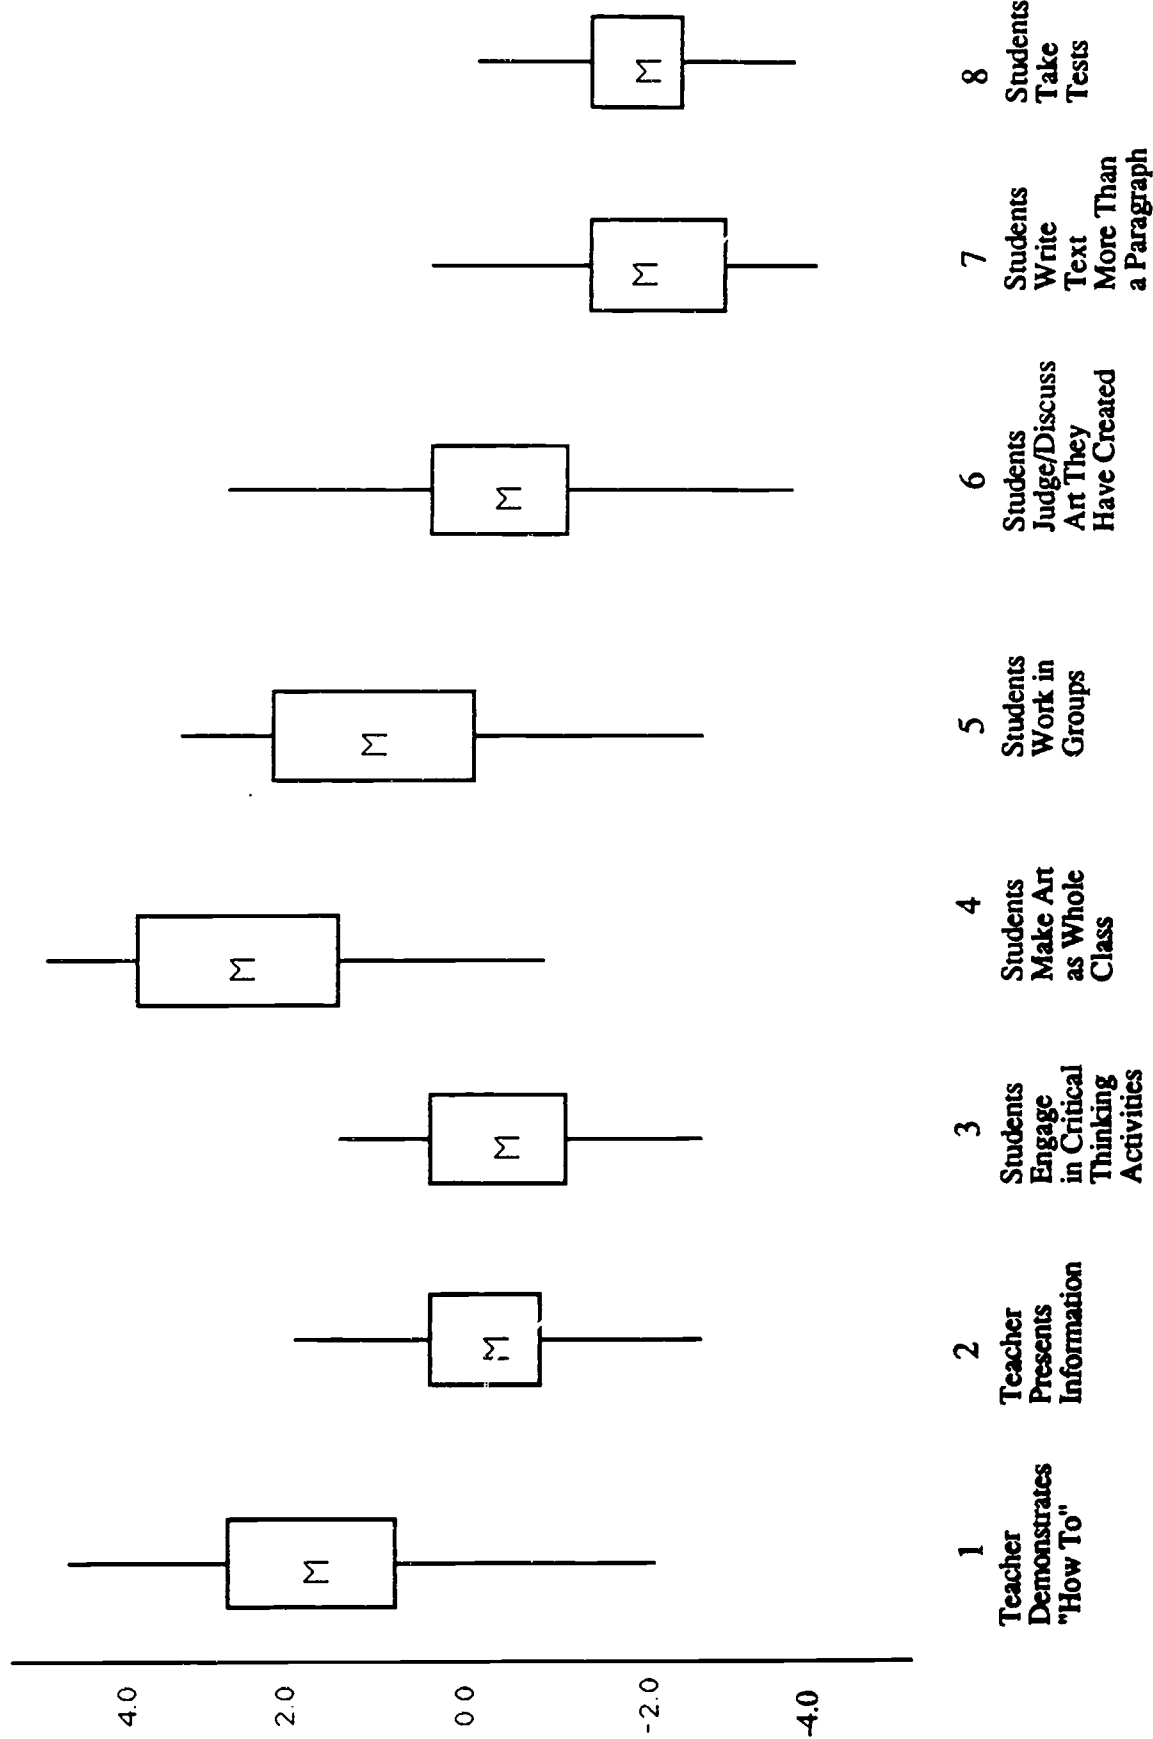 4.0
2.0
0 0
-2.0
-4.0
M
M
M
M
M
M
M
M
1
Teacher
Demonstrates
"How To"
2
Teacher
Presents
Information
3
Students
Engage
in Critical
Thinking
Activities
4
Students
Make Art
as Whole
Class
5
Students
Work in
Groups
6
Students
Judge/Discuss
Art They
Have Created
7
Students
Write
Text
More Than
a Paragraph
8
Students
Take
Tests